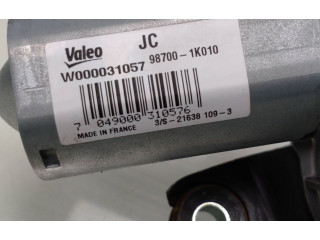 Valeo JC
W000031057 98700-1K010
7 049000 310576
MADE IN FRANCE 3/S-21638 109-3